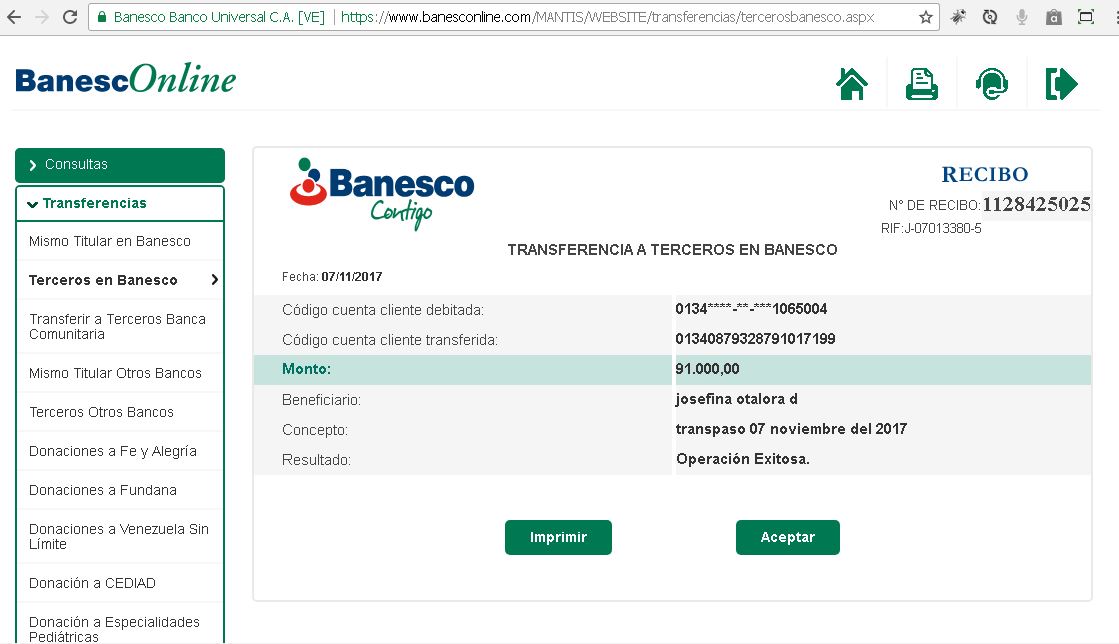 Banesco Banco Universal C.A. [VE]
https://www.banesconline.com/MANTIS/WEBSITE/transferencias/tercerosbanesco.aspx
BanescOnline
Consultas
Transferencias
Mismo Titular en Banesco
Terceros en Banesco
Transferir a Terceros Banca
Comunitaria
Mismo Titular Otros Bancos
Terceros Otros Bancos
Donaciones a Fe y Alegría
Donaciones a Fundana
Donaciones a Venezuela Sin
Límite
Donación a CEDIAD
Donación a Especialidades
Pediátricas
Banesco
Contigo
RECIBO
N° DE RECIBO:1128425025
RIF:J-07013380-5
TRANSFERENCIA A TERCEROS EN BANESCO
Fecha: 07/11/2017
Código cuenta cliente debitada: 0134****-**-***1065004
Código cuenta cliente transferida: 01340879328791017199
Monto: 91.000,00
Beneficiario: josefina otalora d
Concepto: transpaso 07 noviembre del 2017
Resultado: Operación Exitosa.
Imprimir Aceptar